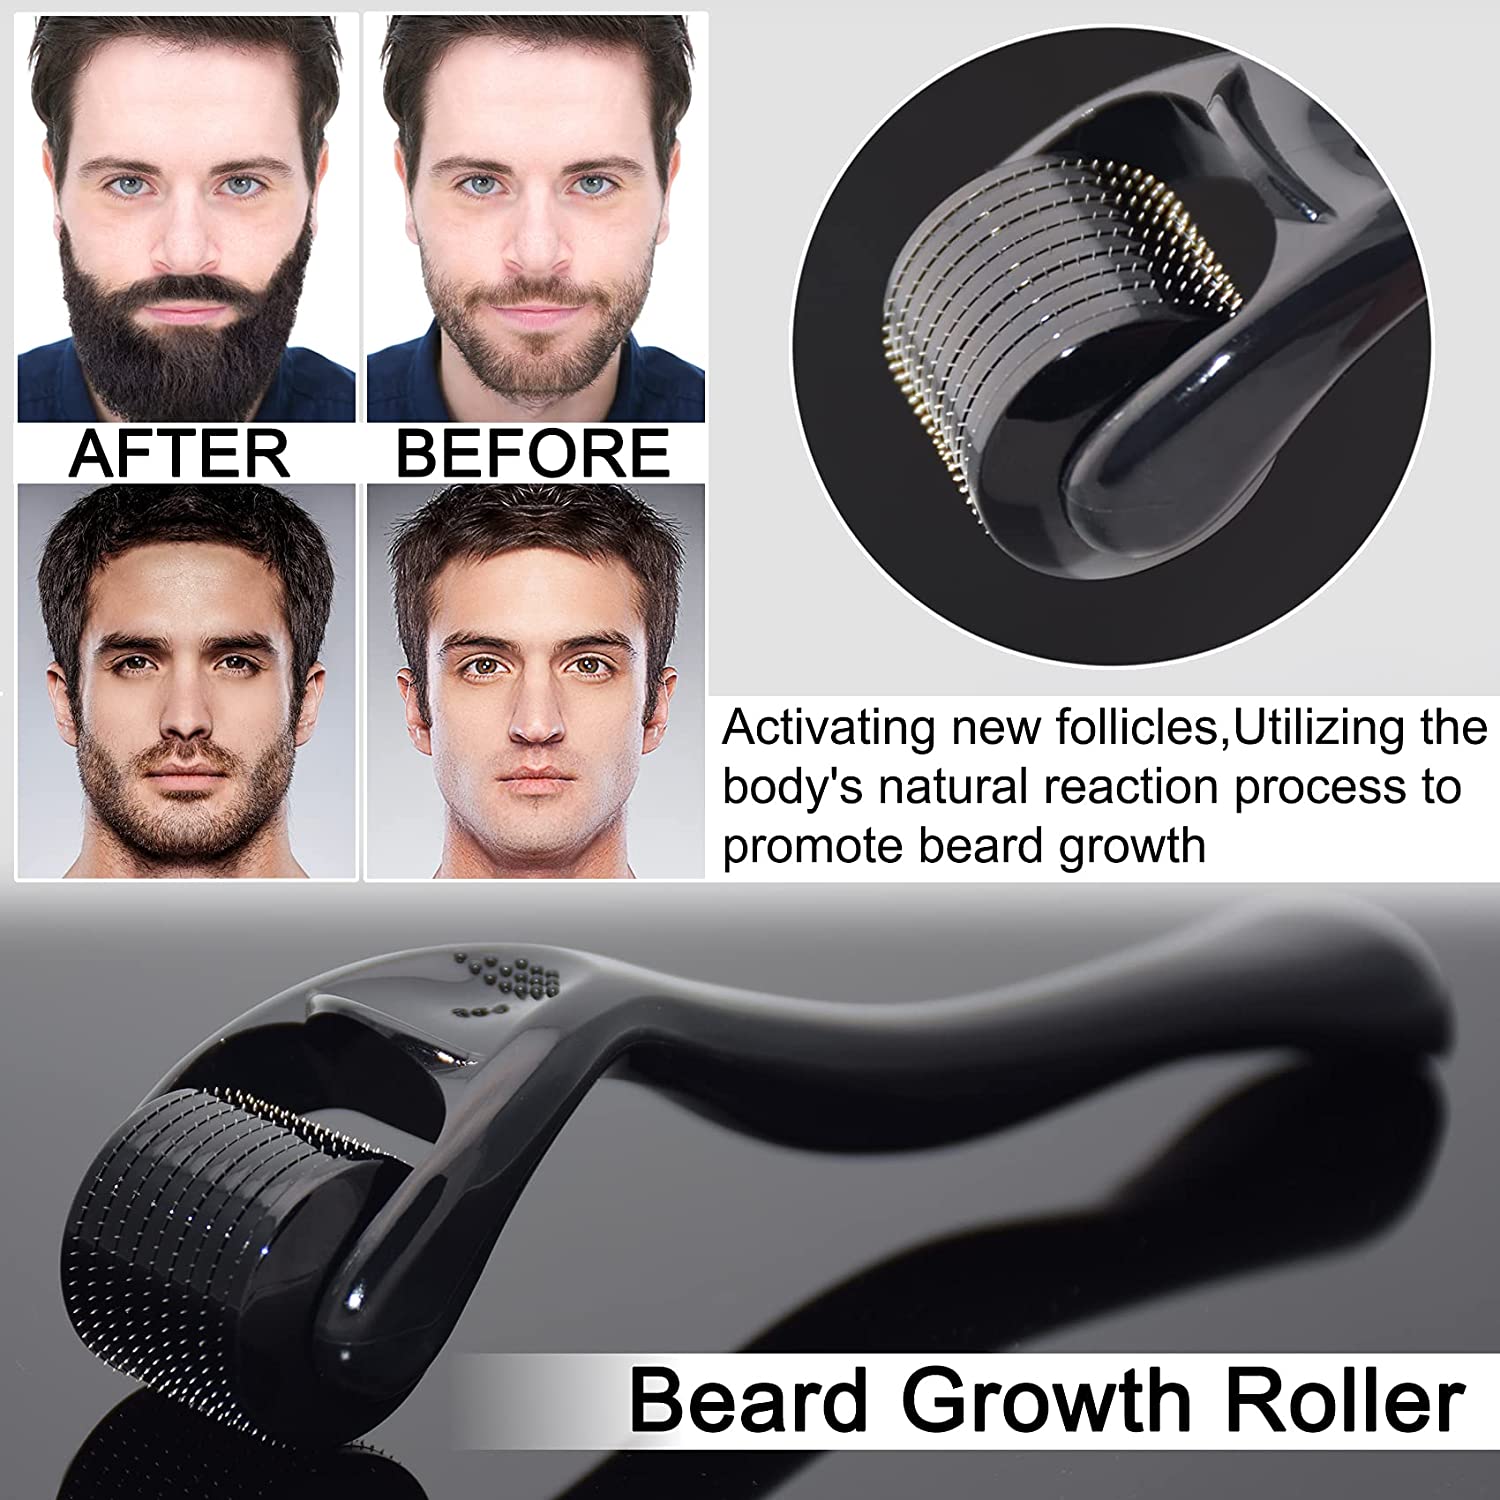 AFTER
BEFORE
Activating new follicles,Utilizing the
body's natural reaction process to
promote beard growth
Beard Growth Roller